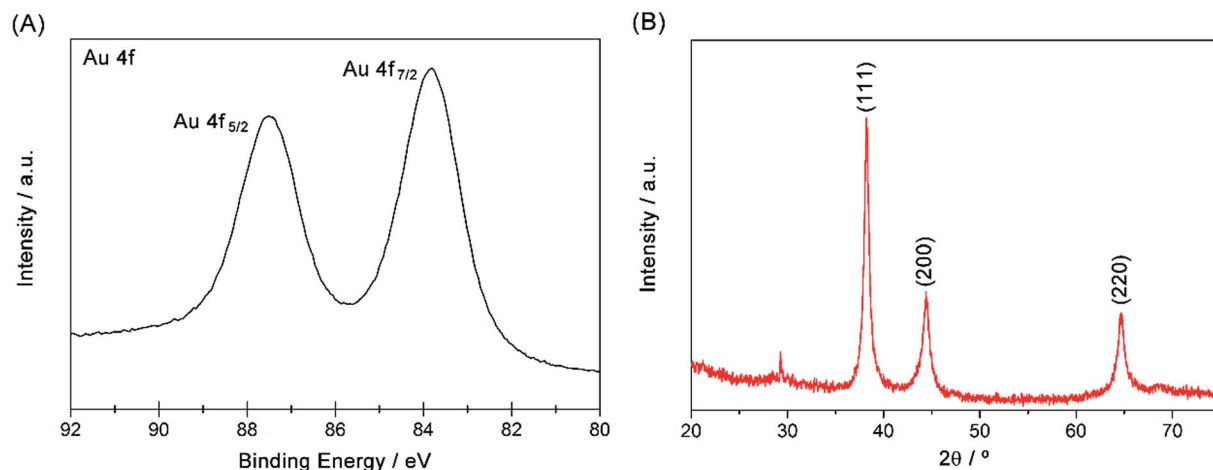 (A)
Au 4f
Au 4f7/2
Au 4f5/2
Intensity / a.u.
92 90 88 86 84 82 80
Binding Energy / eV
(B)
(111)
(200)
(220)
Intensity / a.u.
20 30 40 50 60 70
2θ / º